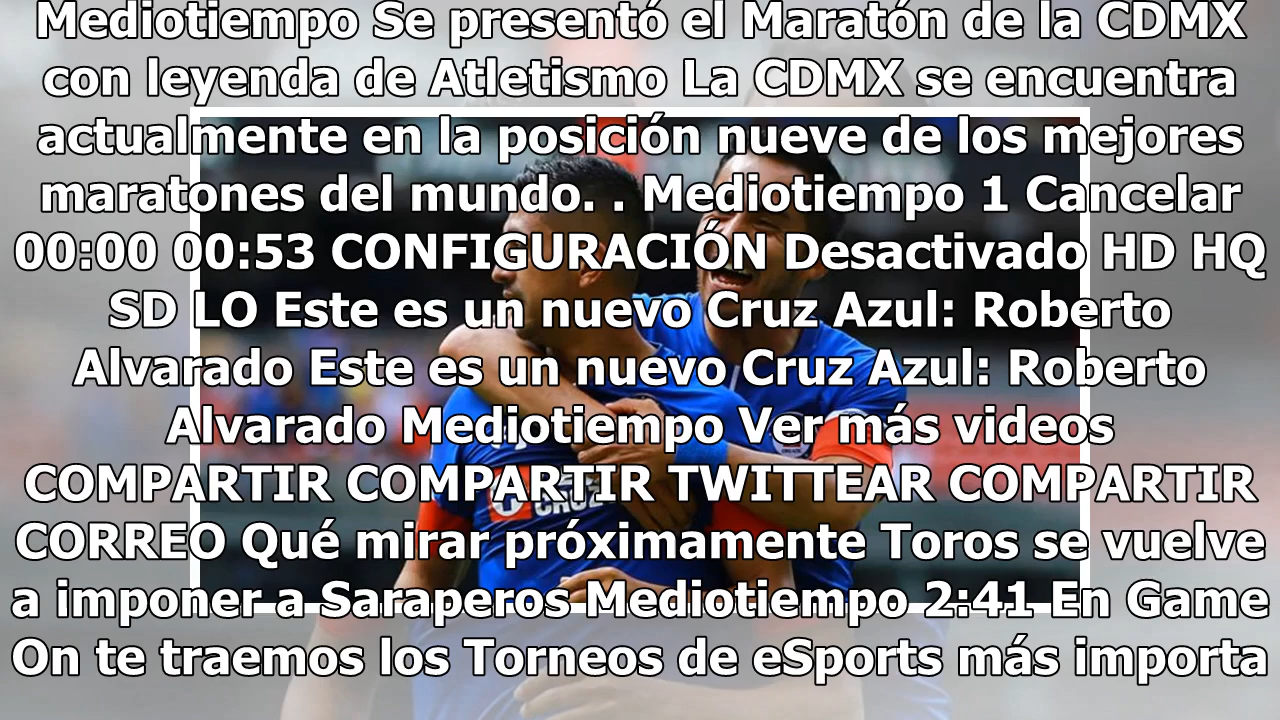 Mediotiempo Se presentó el Maratón de la CDMX
con leyenda de Atletismo La CDMX se encuentra
actualmente en la posición nueve de los mejores
maratones del mundo. . Mediotiempo 1 Cancelar
00:00 00:53 CONFIGURACIÓN Desactivado HD HQ
SD LO Este es un nuevo Cruz Azul: Roberto
Alvarado Este es un nuevo Cruz Azul: Roberto
Alvarado Mediotiempo Ver más videos
COMPARTIR COMPARTIR TWITTEAR COMPARTIR
CORREO Qué mirar próximamente Toros se vuelve
a imponer a Saraperos Mediotiempo 2:41 En Game
On te traemos los Torneos de eSports más importa
CRUZ